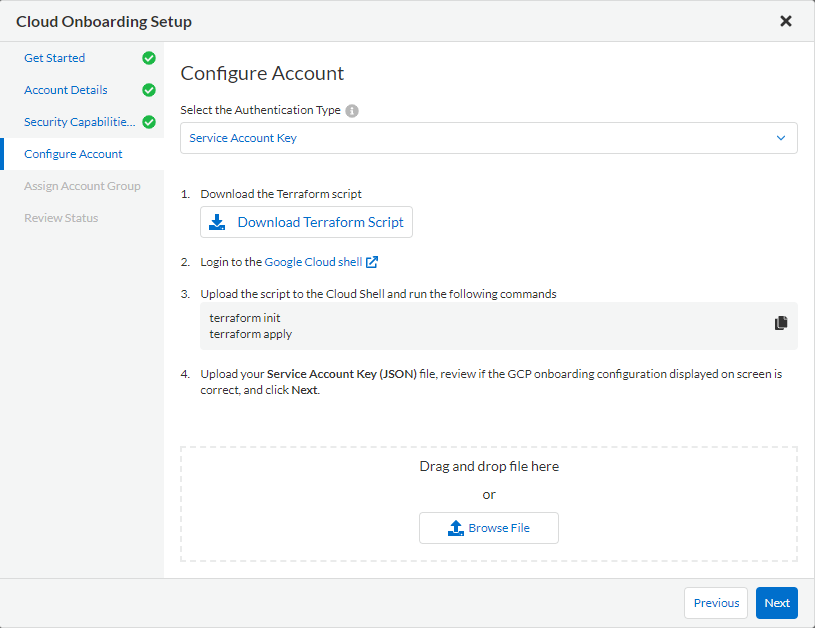 Cloud Onboarding Setup
Get Started
Account Details
Security Capabilitie...
Configure Account
Assign Account Group
Review Status
Configure Account
Select the Authentication Type
Service Account Key
1. Download the Terraform script
Download Terraform Script
2. Login to the Google Cloud shell
3. Upload the script to the Cloud Shell and run the following commands
terraform init
terraform apply
4. Upload your Service Account Key (JSON) file, review if the GCP onboarding configuration displayed on screen is
correct, and click Next.
Drag and drop file here
or
Browse File
Previous
Next